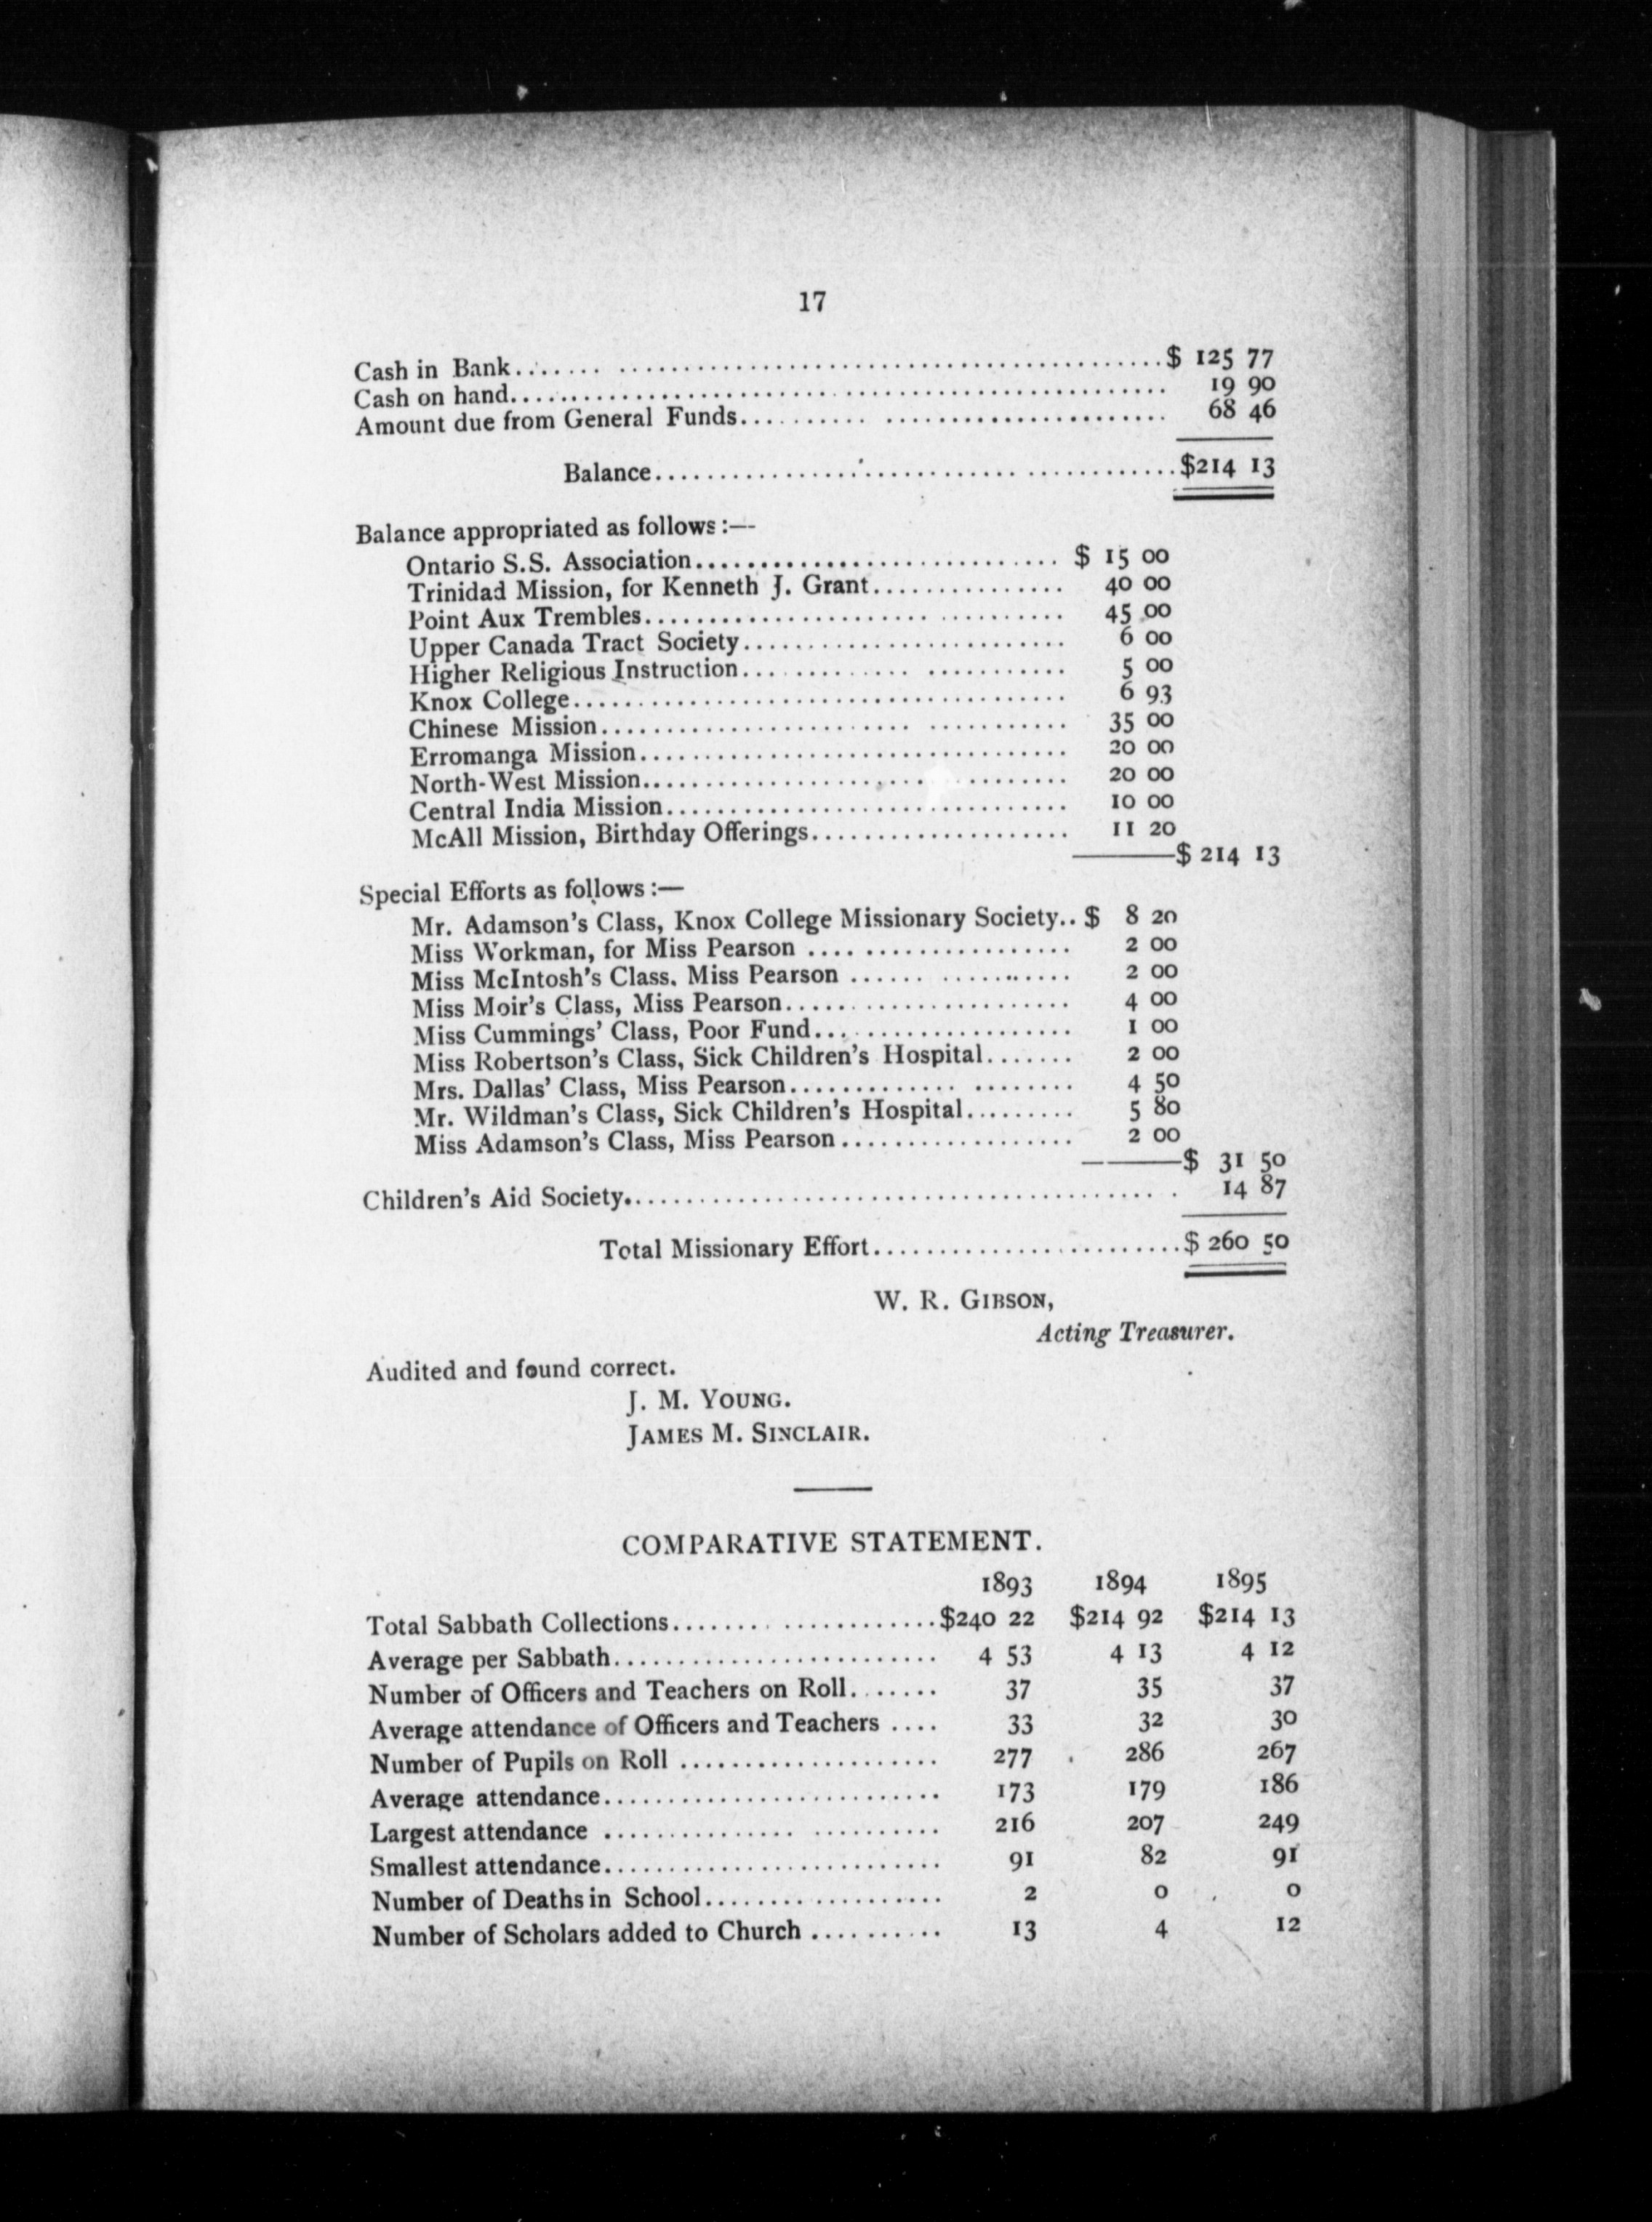 17
Cash in Bank........................................$ 125 77
Cash on hand........................................ 19 90
Amount due from General Funds........................................ 68 46
Balance........................................$214 13
Balance appropriated as follows :—
Ontario S.S. Association........................................ $ 15 00
Trinidad Mission, for Kenneth J. Grant............... 40 00
Point Aux Trembles.............................. 45 00
Upper Canada Tract Society......................... 6 00
Higher Religious Instruction......................... 5 00
Knox College...................................... 6 93
Chinese Mission................................... 35 00
Erromanga Mission................................. 20 00
North-West Mission................................. 20 00
Central India Mission............................... 10 00
McAll Mission, Birthday Offerings.................... 11 20
———$ 214 13
Special Efforts as follows :—
Mr. Adamson's Class, Knox College Missionary Society.. $ 8 20
Miss Workman, for Miss Pearson .................... 2 00
Miss McIntosh's Class. Miss Pearson ................. 2 00
Miss Moir's Class, Miss Pearson...................... 4 00
Miss Cummings' Class, Poor Fund.................... 1 00
Miss Robertson's Class, Sick Children's Hospital....... 2 00
Mrs. Dallas' Class, Miss Pearson..................... 4 50
Mr. Wildman's Class, Sick Children's Hospital......... 5 80
Miss Adamson's Class, Miss Pearson.................. 2 00
———$ 31 50
Children's Aid Society........................................ 14 87
Total Missionary Effort........................$ 260 50
W. R. GIBSON,
Acting Treasurer.
Audited and found correct.
J. M. YOUNG.
JAMES M. SINCLAIR.
COMPARATIVE STATEMENT.
1893 1894 1895
Total Sabbath Collections....................$240 22 $214 92 $214 13
Average per Sabbath......................... 4 53 4 13 4 12
Number of Officers and Teachers on Roll....... 37 35 37
Average attendance of Officers and Teachers .... 33 32 30
Number of Pupils on Roll .................... 277 286 267
Average attendance.......................... 173 179 186
Largest attendance ......................... 216 207 249
Smallest attendance.......................... 91 82 91
Number of Deaths in School.................. 2 0 0
Number of Scholars added to Church .......... 13 4 12